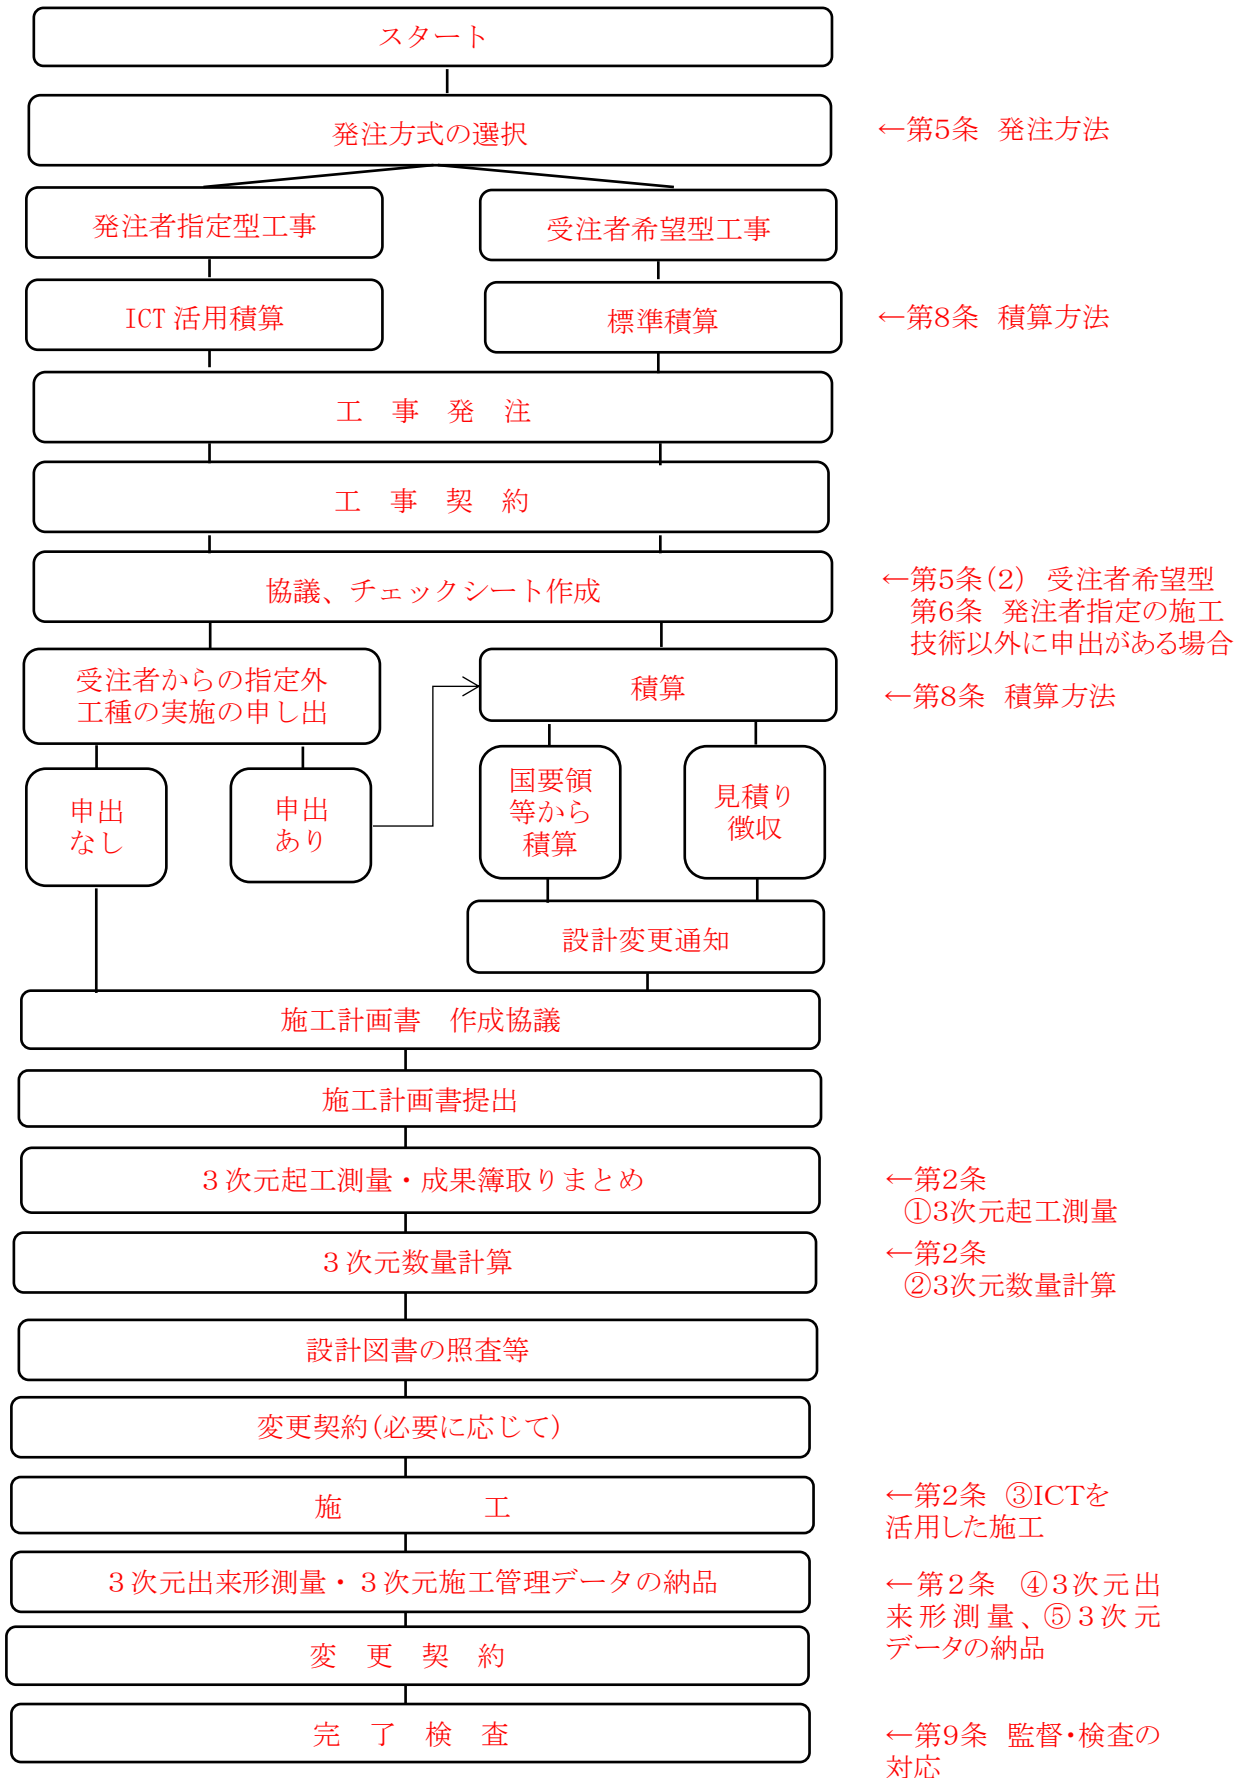 スタート
発注方式の選択
←第5条　発注方法
発注者指定型工事
受注者希望型工事
ICT 活用積算
標準積算
←第8条　積算方法
工　事　発　注
工　事　契　約
協議、チェックシート作成
←第5条(2)　受注者希望型
第6条　発注者指定の施工
技術以外に申出がある場合
受注者からの指定外
工種の実施の申し出
積算
←第8条　積算方法
申出
なし
申出
あり
国要領
等から
積算
見積り
徴収
設計変更通知
施工計画書　作成協議
施工計画書提出
３次元起工測量・成果簿取りまとめ
←第2条
①3次元起工測量
３次元数量計算
←第2条
②3次元数量計算
設計図書の照査等
変更契約(必要に応じて)
施　　　　　工
←第2条　③ICTを
活用した施工
３次元出来形測量・３次元施工管理データの納品
←第２条　④３次元出
来形測量、⑤３次元
データの納品
変　更　契　約
完　了　検　査
←第9条　監督・検査の
対応